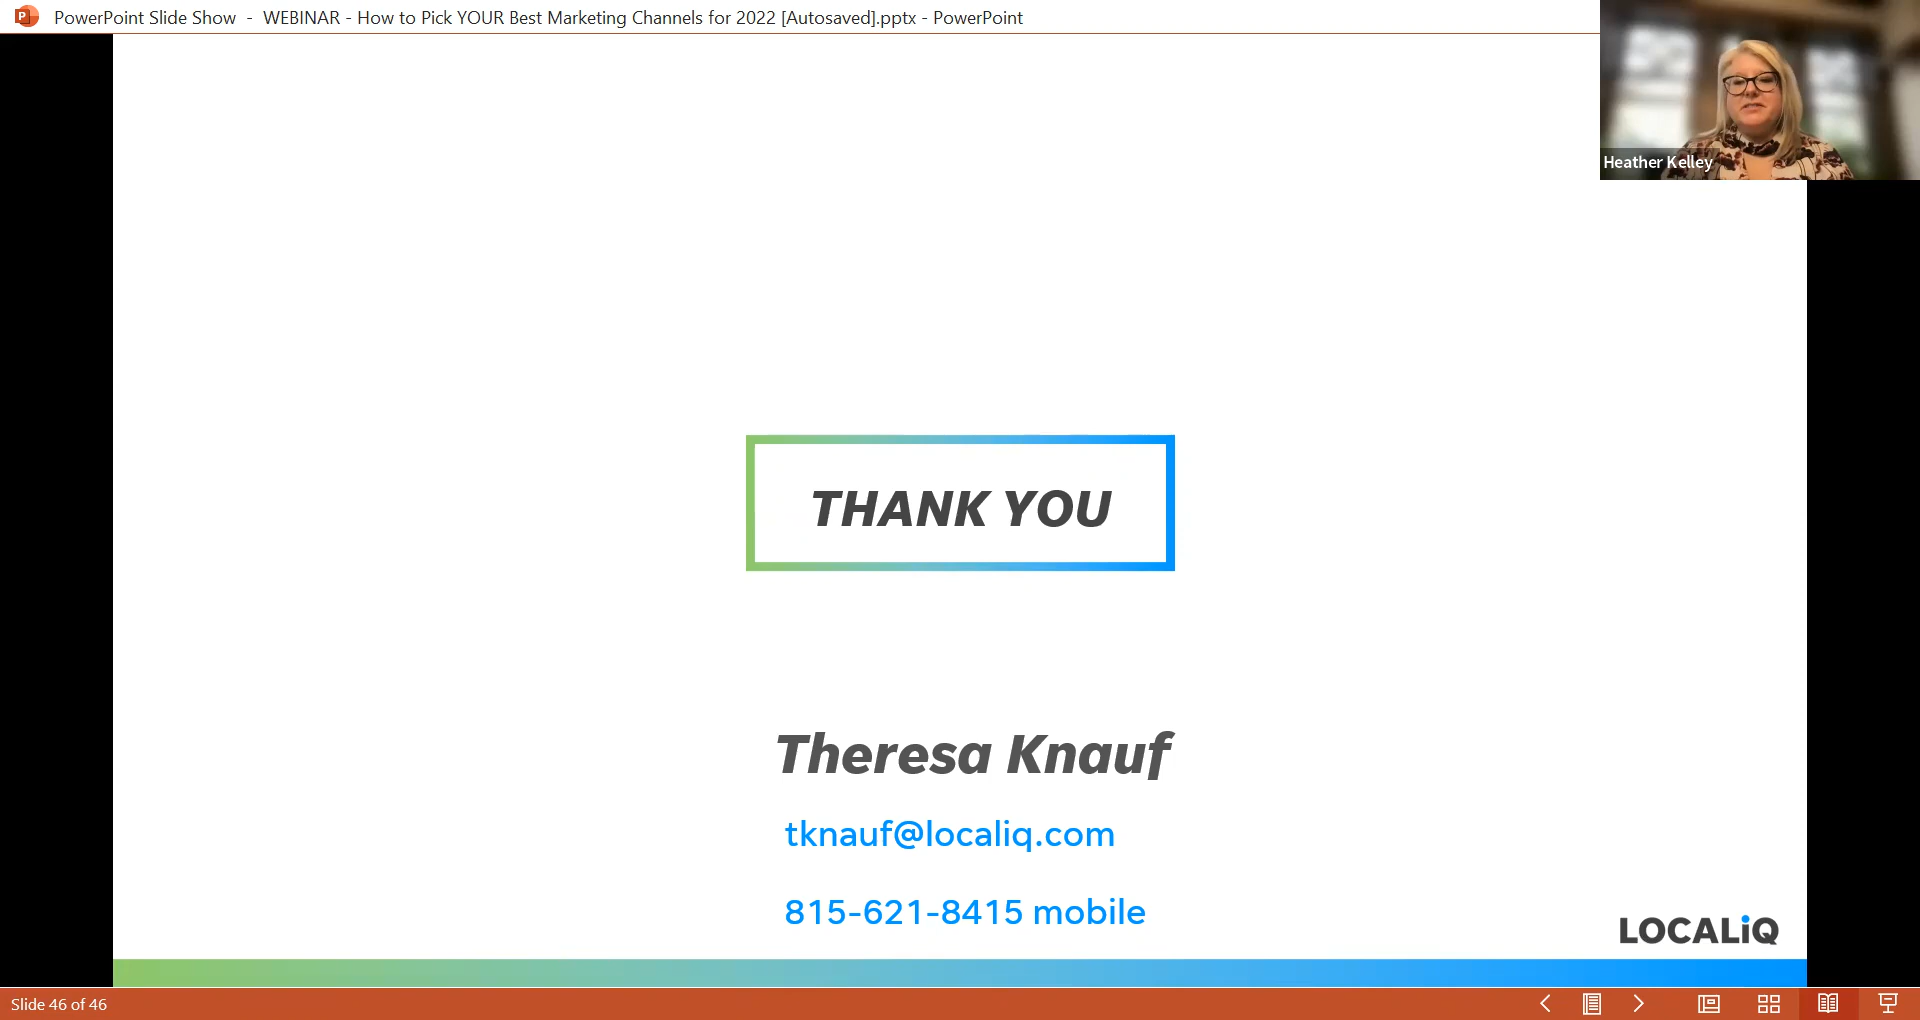 PowerPoint Slide Show - WEBINAR - How to Pick YOUR Best Marketing Channels for 2022 [Autosaved].pptx - PowerPoint
Heather Kelley
THANK YOU
Theresa Knauf
tknauf@localiq.com
815-621-8415 mobile
LOCALiQ
Slide 46 of 46